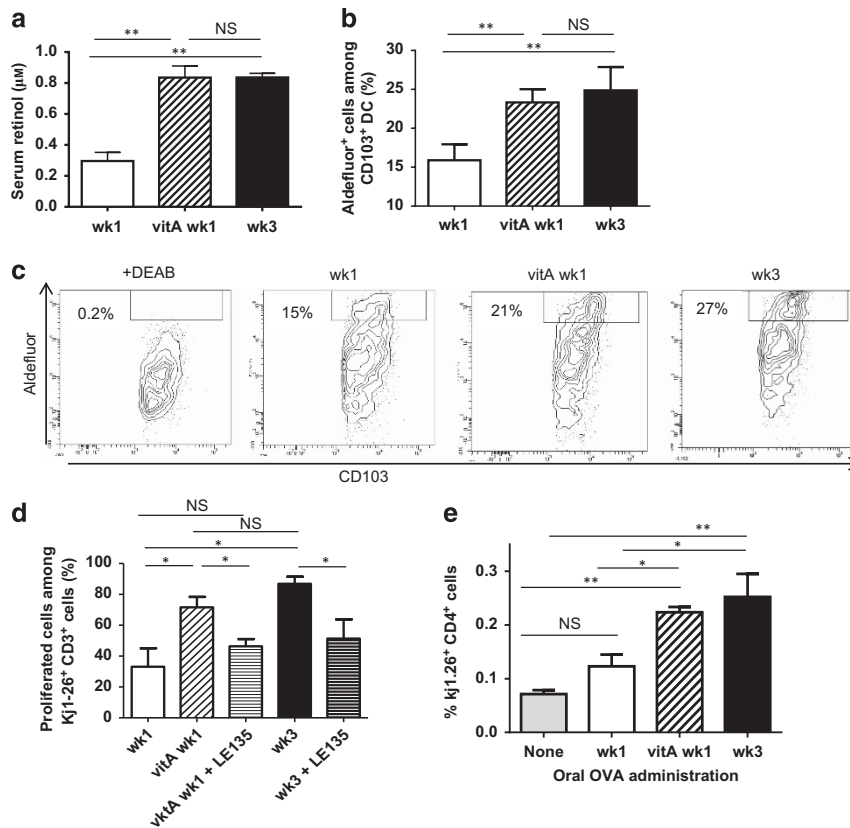 a
** NS
**
Serum retinol (µM)
1.0
0.8
0.6
0.4
0.2
0.0
wk1 vitA wk1 wk3
b
** NS
**
Aldefluor+ cells among
CD103+ DC (%)
30
25
20
15
10
wk1 vitA wk1 wk3
c
+DEAB wk1 vitA wk1 wk3
0.2% 15% 21% 27%
Aldefluor
CD103
d
NS
NS
*
* * *
Proliferated cells among
Kj1-26+ CD3+ cells (%)
100
80
60
40
20
0
wk1
vitA wk1
vktA wk1 + LE135
wk3
wk3 + LE135
e
**
*
*
**
NS
% kj1.26+ CD4+ cells
0.3
0.2
0.1
0.0
None wk1 vitA wk1 wk3
Oral OVA administration